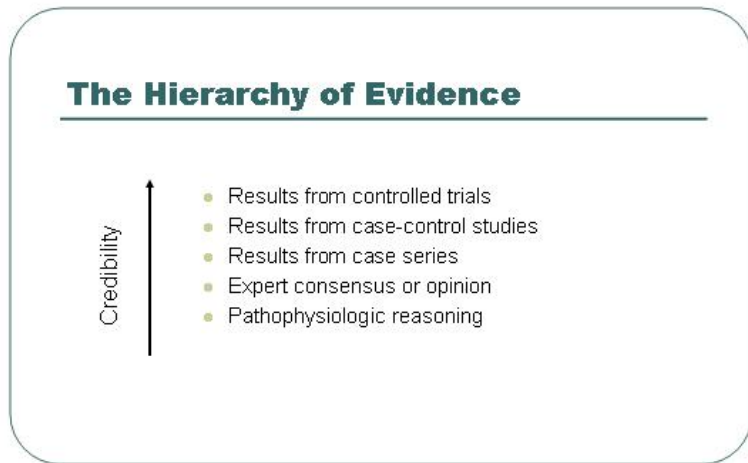 The Hierarchy of Evidence
Credibility
Results from controlled trials
Results from case-control studies
Results from case series
Expert consensus or opinion
Pathophysiologic reasoning